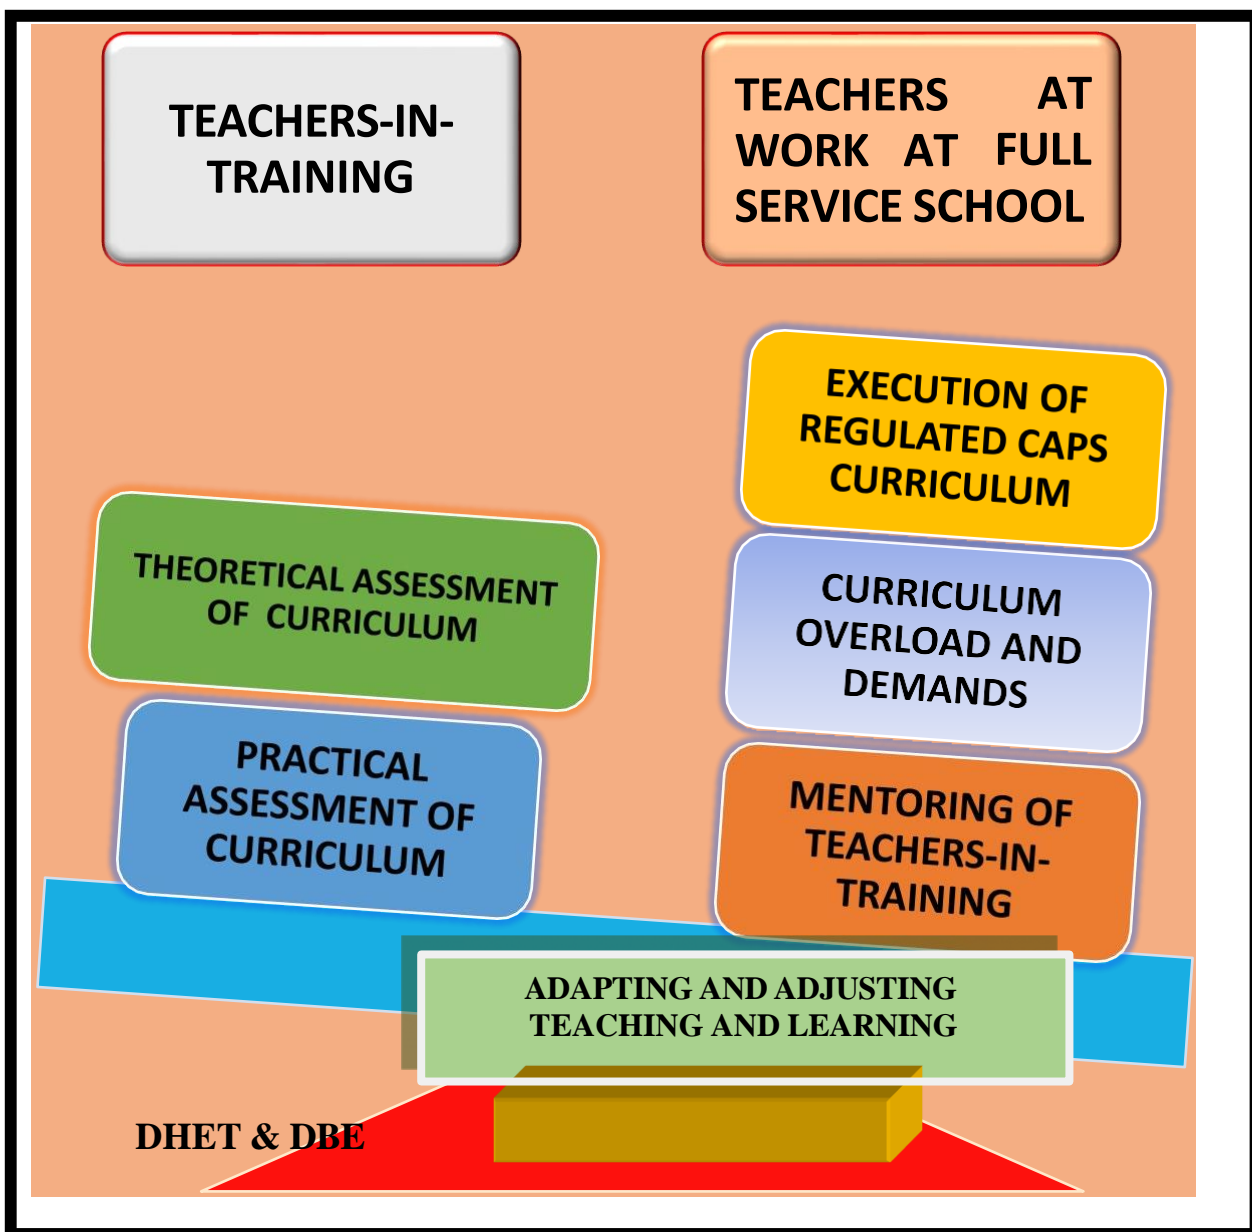 TEACHERS-IN-
TRAINING
TEACHERS AT
WORK AT FULL
SERVICE SCHOOL
EXECUTION OF
REGULATED CAPS
CURRICULUM
THEORETICAL ASSESSMENT
OF CURRICULUM
CURRICULUM
OVERLOAD AND
DEMANDS
PRACTICAL
ASSESSMENT OF
CURRICULUM
MENTORING OF
TEACHERS-IN-
TRAINING
ADAPTING AND ADJUSTING
TEACHING AND LEARNING
DHET & DBE